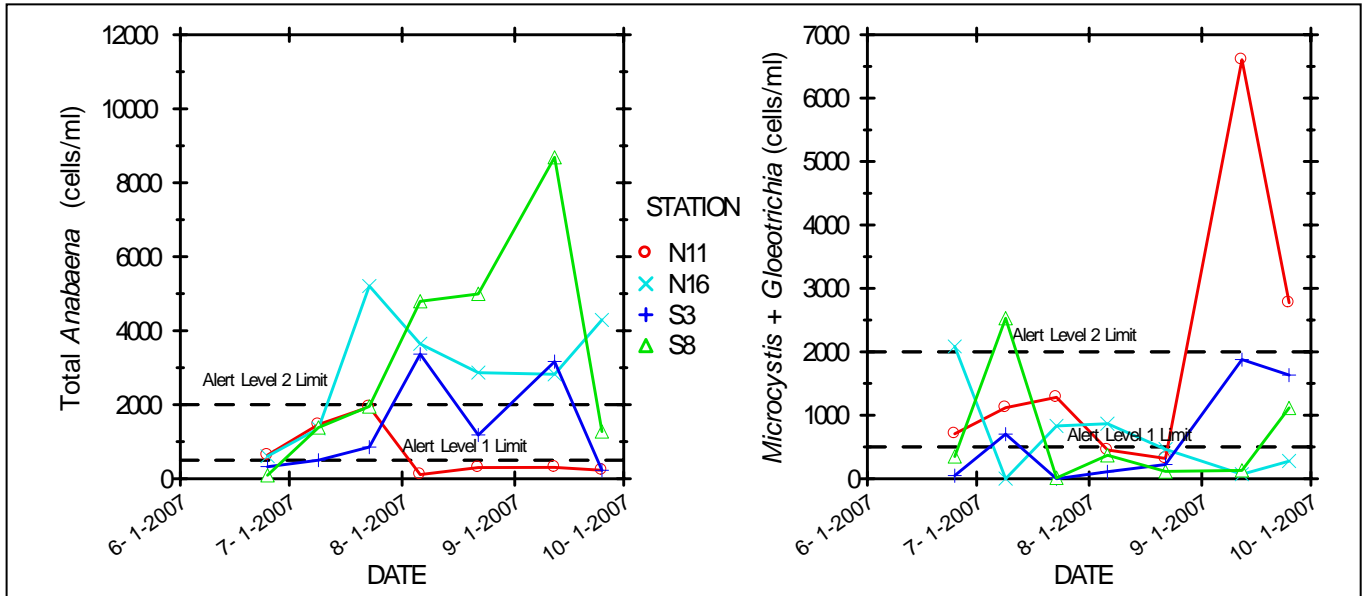 Total Anabaena (cells/ml)
12000
10000
8000
6000
4000
2000
0
Alert Level 2 Limit
Alert Level 1 Limit
6- 1-2007
7- 1-2007
8- 1-2007
9- 1-2007
10- 1-2007
DATE
STATION
N11
N16
S3
S8
Microcystis + Gloeotrichia (cells/ml)
7000
6000
5000
4000
3000
2000
1000
0
Alert Level 2 Limit
Alert Level 1 Limit
6- 1-2007
7- 1-2007
8- 1-2007
9- 1-2007
10- 1-2007
DATE